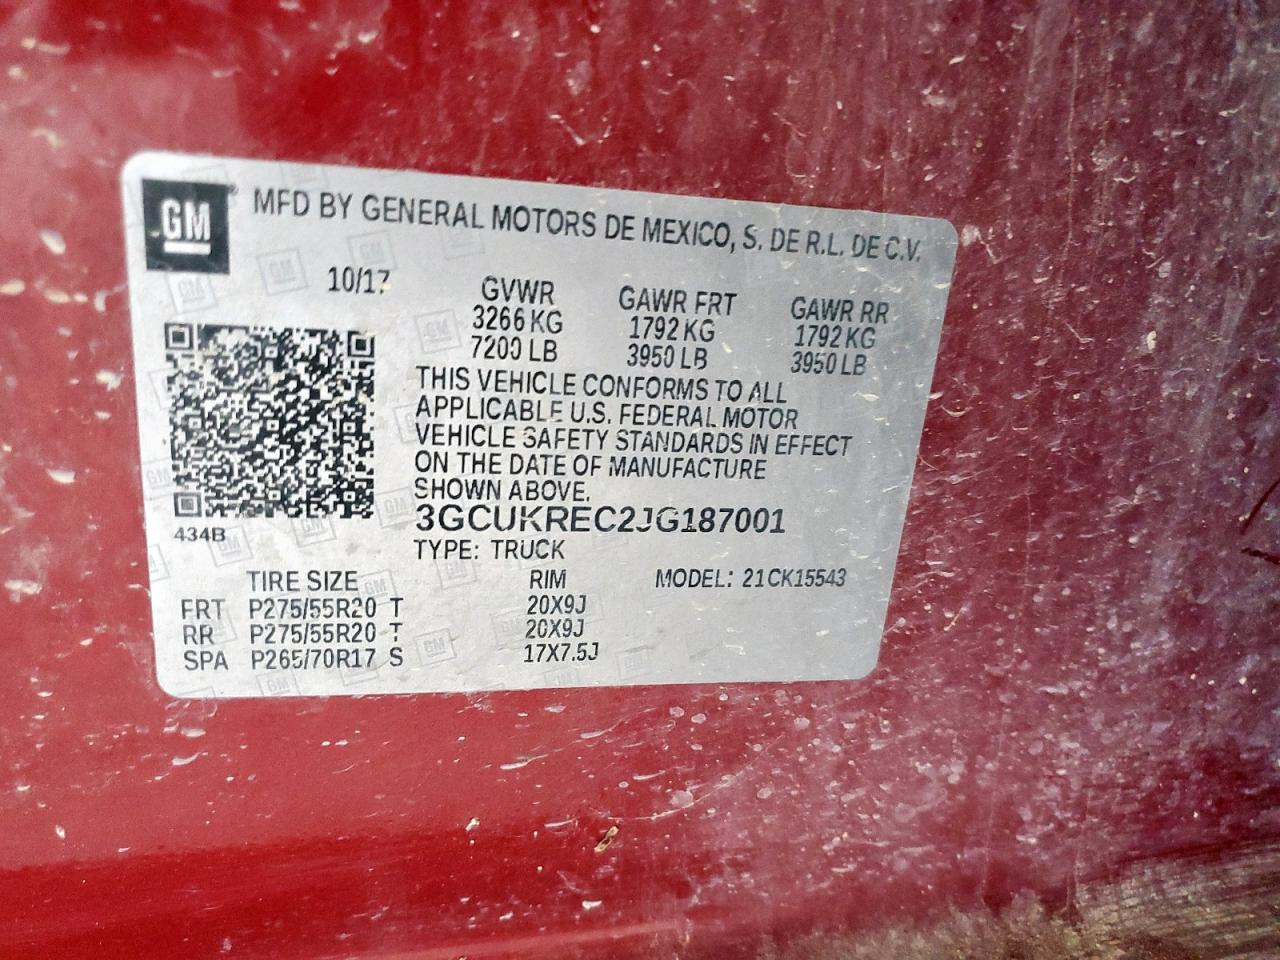 GM
MFD BY GENERAL MOTORS DE MEXICO, S. DE R.L. DE C.V.
10/17 GVWR GAWR FRT GAWR RR
3266 KG 1792 KG 1792 KG
7200 LB 3950 LB 3950 LB
THIS VEHICLE CONFORMS TO ALL
APPLICABLE U.S. FEDERAL MOTOR
VEHICLE SAFETY STANDARDS IN EFFECT
ON THE DATE OF MANUFACTURE
SHOWN ABOVE.
3GCUKREC2JG187001
434B
TYPE: TRUCK
TIRE SIZE RIM MODEL: 21CK15543
FRT P275/55R20 T 20X9J
RR P275/55R20 T 20X9J
SPA P265/70R17 S 17X7.5J